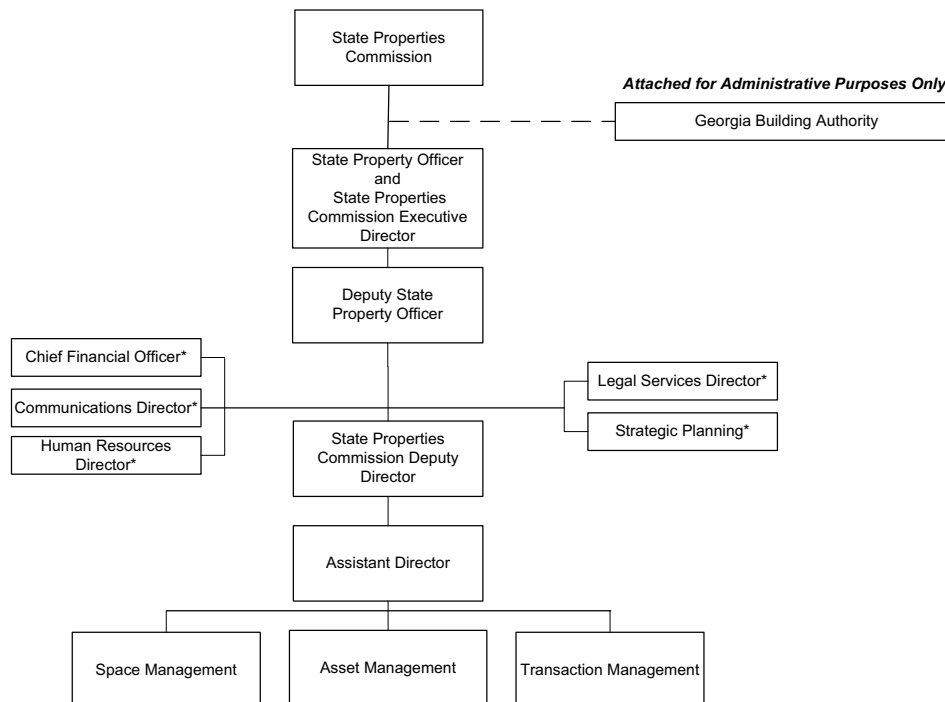 State Properties
Commission
Attached for Administrative Purposes Only
Georgia Building Authority
State Property Officer
and
State Properties
Commission Executive
Director
Deputy State
Property Officer
Chief Financial Officer*
Communications Director*
Human Resources
Director*
Legal Services Director*
Strategic Planning*
State Properties
Commission Deputy
Director
Assistant Director
Space Management
Asset Management
Transaction Management